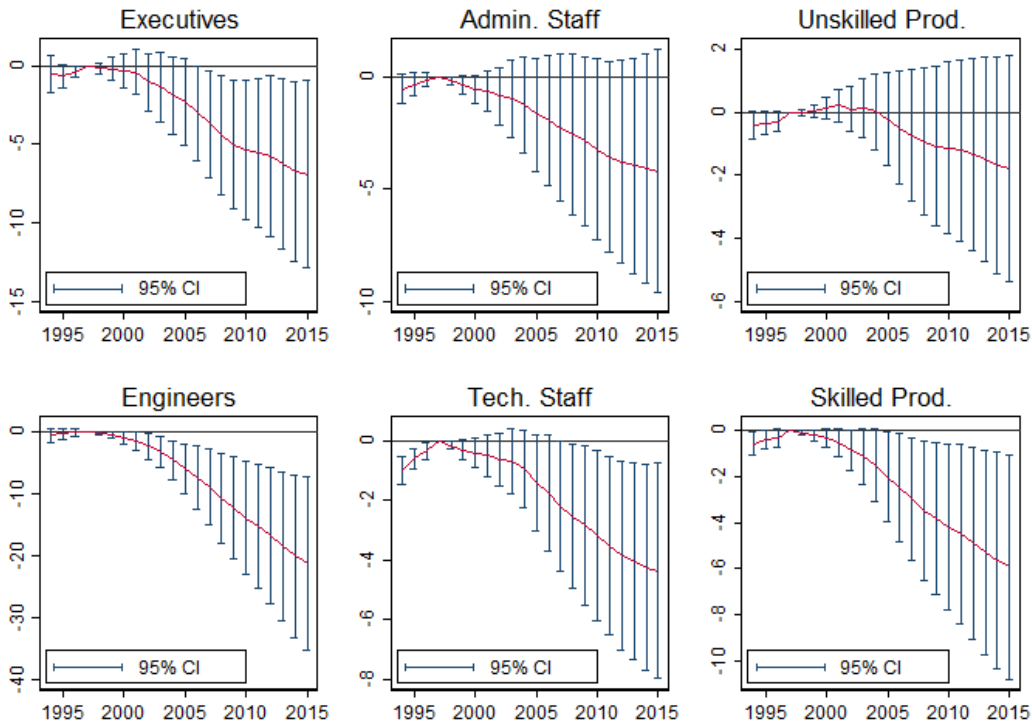 Executives
0
-5
-10
-15
95% CI
1995 2000 2005 2010 2015
Admin. Staff
0
-5
-10
95% CI
1995 2000 2005 2010 2015
Unskilled Prod.
2
0
-2
-4
-6
95% CI
1995 2000 2005 2010 2015
Engineers
0
-10
-20
-30
-40
95% CI
1995 2000 2005 2010 2015
Tech. Staff
0
-2
-4
-6
-8
95% CI
1995 2000 2005 2010 2015
Skilled Prod.
0
-2
-4
-6
-8
-10
95% CI
1995 2000 2005 2010 2015